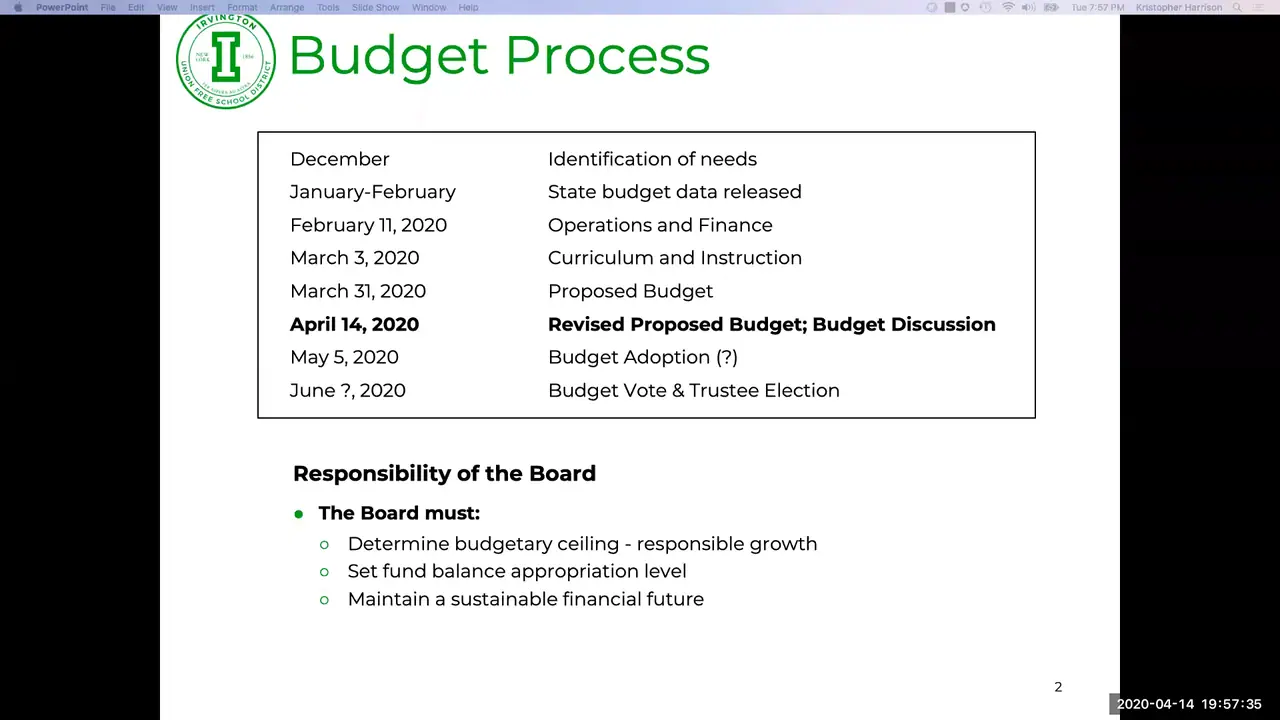 PowerPoint File Edit View Insert Format Arrange Tools Slide Show Window Help Tue 7:57 PM Kristopher Harrison
IRVINGTON
NEW YORK
UNION FREE SCHOOL DISTRICT
Budget Process
December Identification of needs
January-February State budget data released
February 11, 2020 Operations and Finance
March 3, 2020 Curriculum and Instruction
March 31, 2020 Proposed Budget
April 14, 2020 Revised Proposed Budget; Budget Discussion
May 5, 2020 Budget Adoption (?)
June ?, 2020 Budget Vote & Trustee Election
Responsibility of the Board
The Board must:
Determine budgetary ceiling - responsible growth
Set fund balance appropriation level
Maintain a sustainable financial future
2
2020-04-14 19:57:35